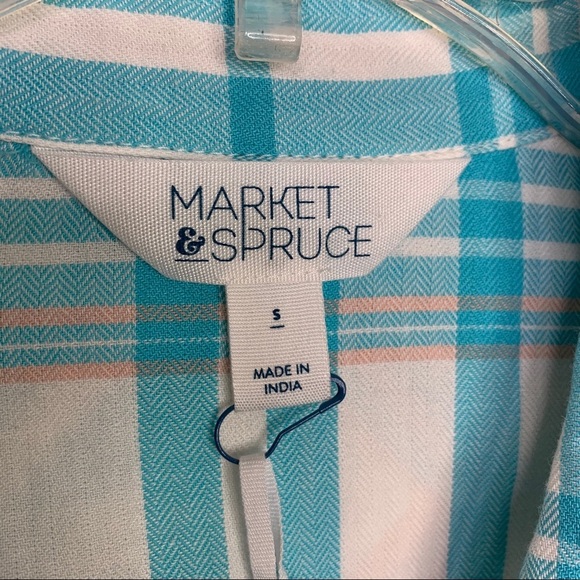 MARKET
& SPRUCE
S
MADE IN
INDIA